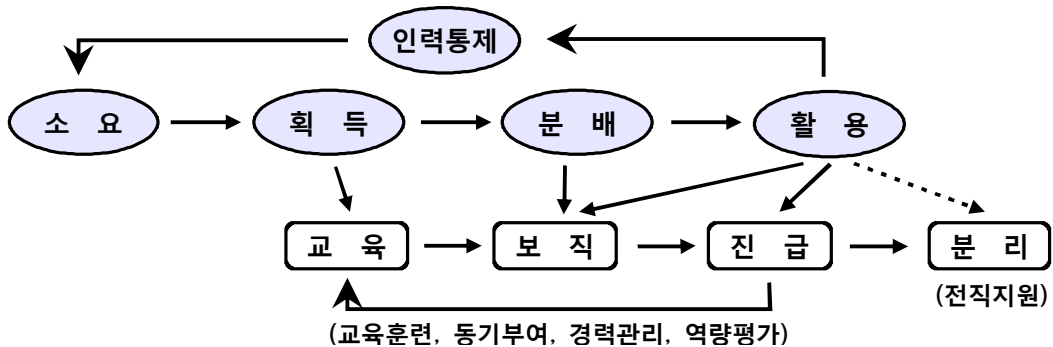 인력통제
소 요
획 득
분 배
활 용
교 육
보 직
진 급
분 리
(전직지원)
(교육훈련, 동기부여, 경력관리, 역량평가)